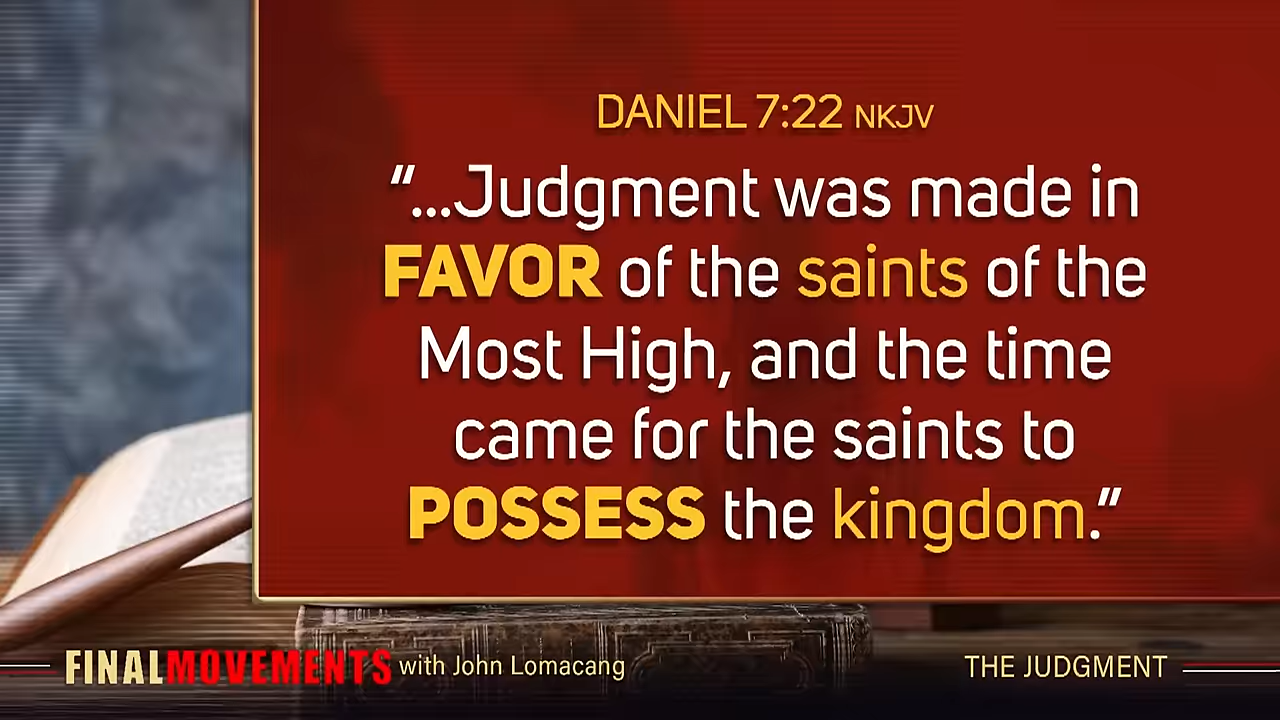 DANIEL 7:22 NKJV
“...Judgment was made in
FAVOR of the saints of the
Most High, and the time
came for the saints to
POSSESS the kingdom.”
FINALMOVEMENTS with John Lomacang
THE JUDGMENT